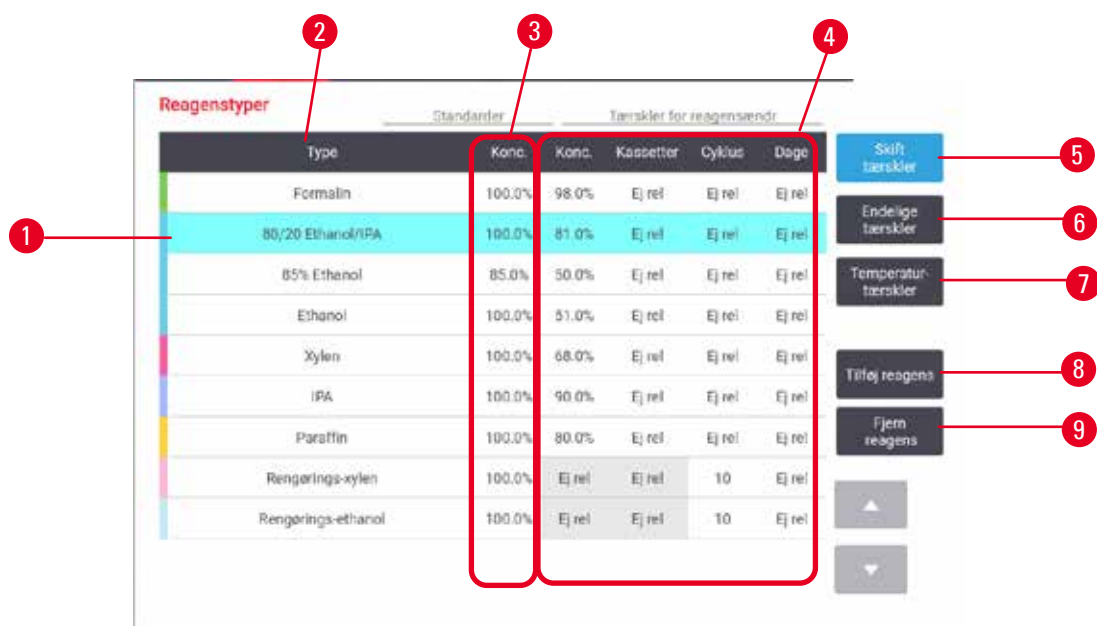 2 3 4
Reagenstyper
Standarder Tærskler for reagensændr
Type Konc. Konc. Kassetter Cyklus Dage
Skift tærskler 5
Formalin 100.0% 98.0% Ej rel Ej rel Ej rel
Endelige tærskler 6
1 80/20 Ethanol/IPA 100.0% 81.0% Ej rel Ej rel Ej rel
85% Ethanol 85.0% 50.0% Ej rel Ej rel Ej rel
Temperatur-
tærskler 7
Ethanol 100.0% 51.0% Ej rel Ej rel Ej rel
Xylen 100.0% 68.0% Ej rel Ej rel Ej rel
Tilføj reagens 8
IPA 100.0% 90.0% Ej rel Ej rel Ej rel
Paraffin 100.0% 80.0% Ej rel Ej rel Ej rel
Fjern
reagens 9
Rengørings-xylen 100.0% Ej rel Ej rel 10 Ej rel
Rengørings-ethanol 100.0% Ej rel Ej rel 10 Ej rel